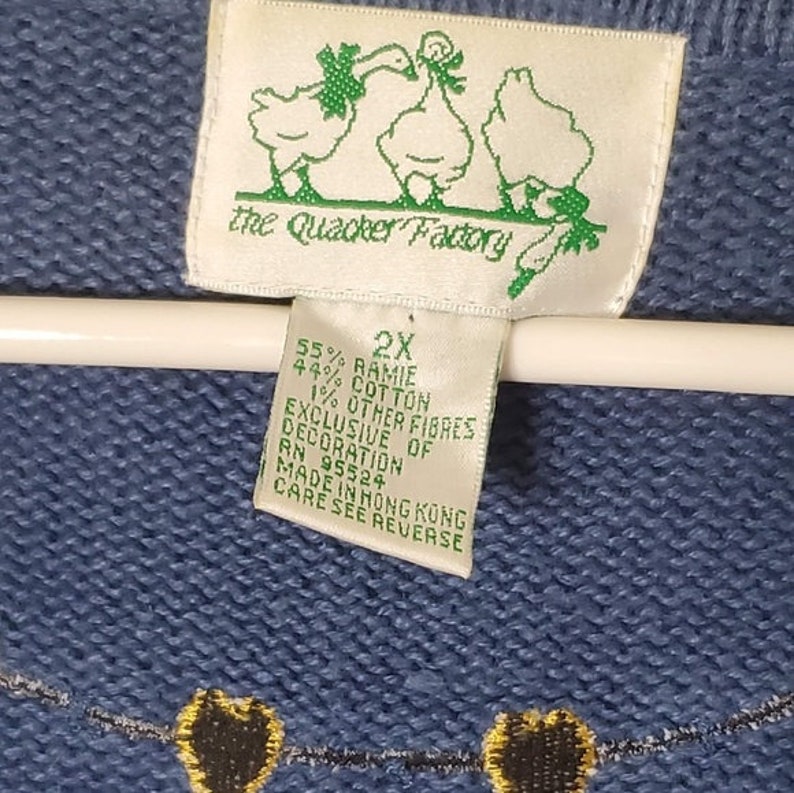 the Quacker Factory
2X
55% RAMIE
44% COTTON
1% OTHER FIBRES
EXCLUSIVE OF
DECORATION
RN 95524
MADE IN HONG KONG
CARE SEE REVERSE